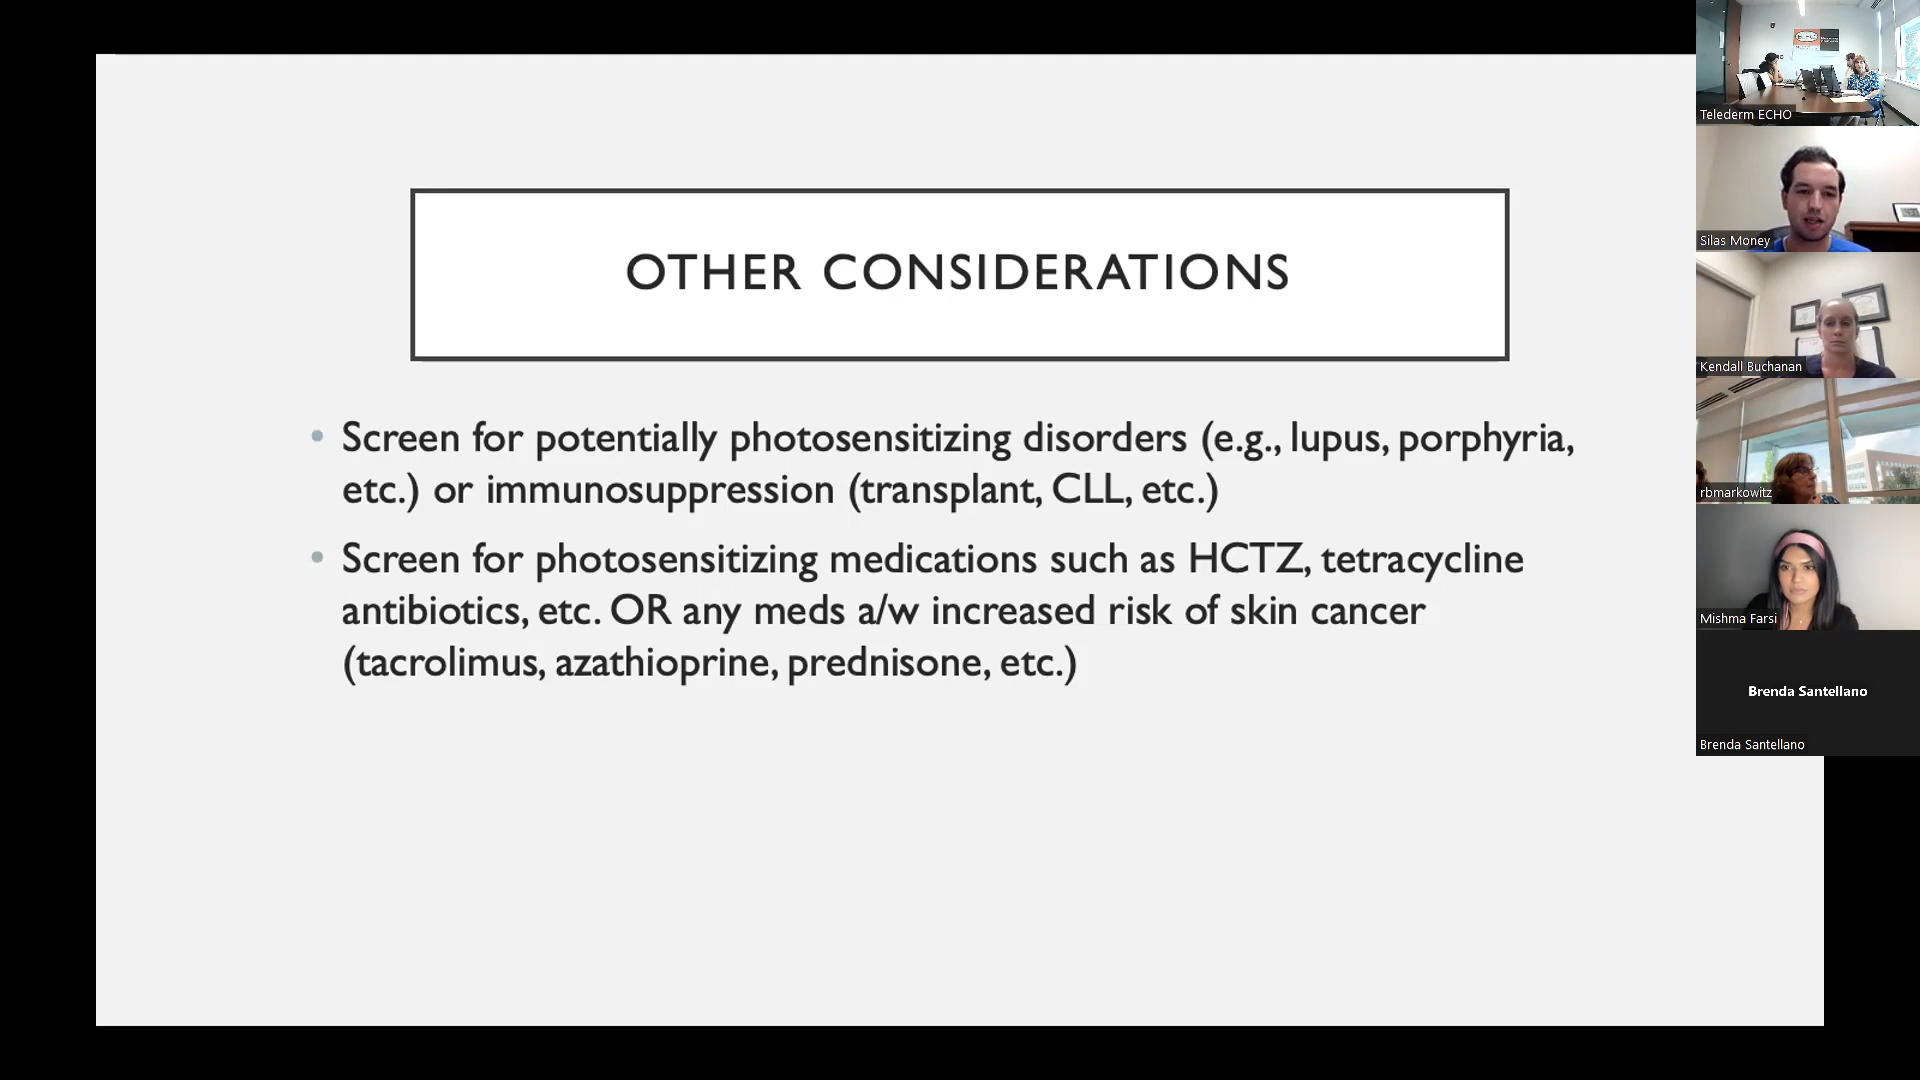 OTHER CONSIDERATIONS
Screen for potentially photosensitizing disorders (e.g., lupus, porphyria,
etc.) or immunosuppression (transplant, CLL, etc.)
Screen for photosensitizing medications such as HCTZ, tetracycline
antibiotics, etc. OR any meds a/w increased risk of skin cancer
(tacrolimus, azathioprine, prednisone, etc.)
Telederm ECHO
Silas Money
Kendall Buchanan
rbmarkowitz
Mishma Farsi
Brenda Santellano
Brenda Santellano